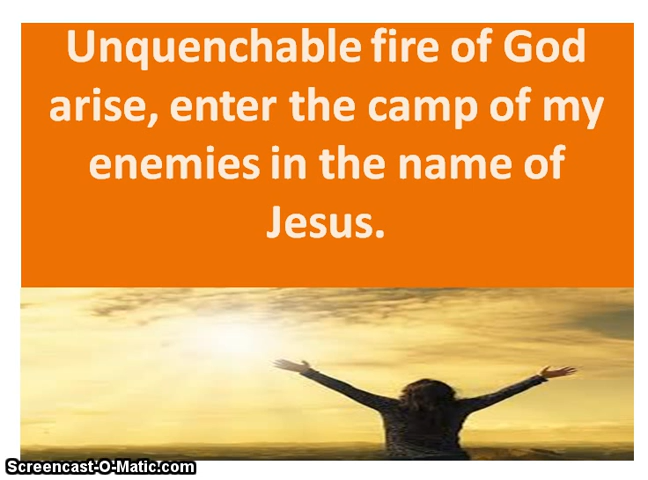 Unquenchable fire of God
arise, enter the camp of my
enemies in the name of
Jesus.
Screencast-O-Matic.com